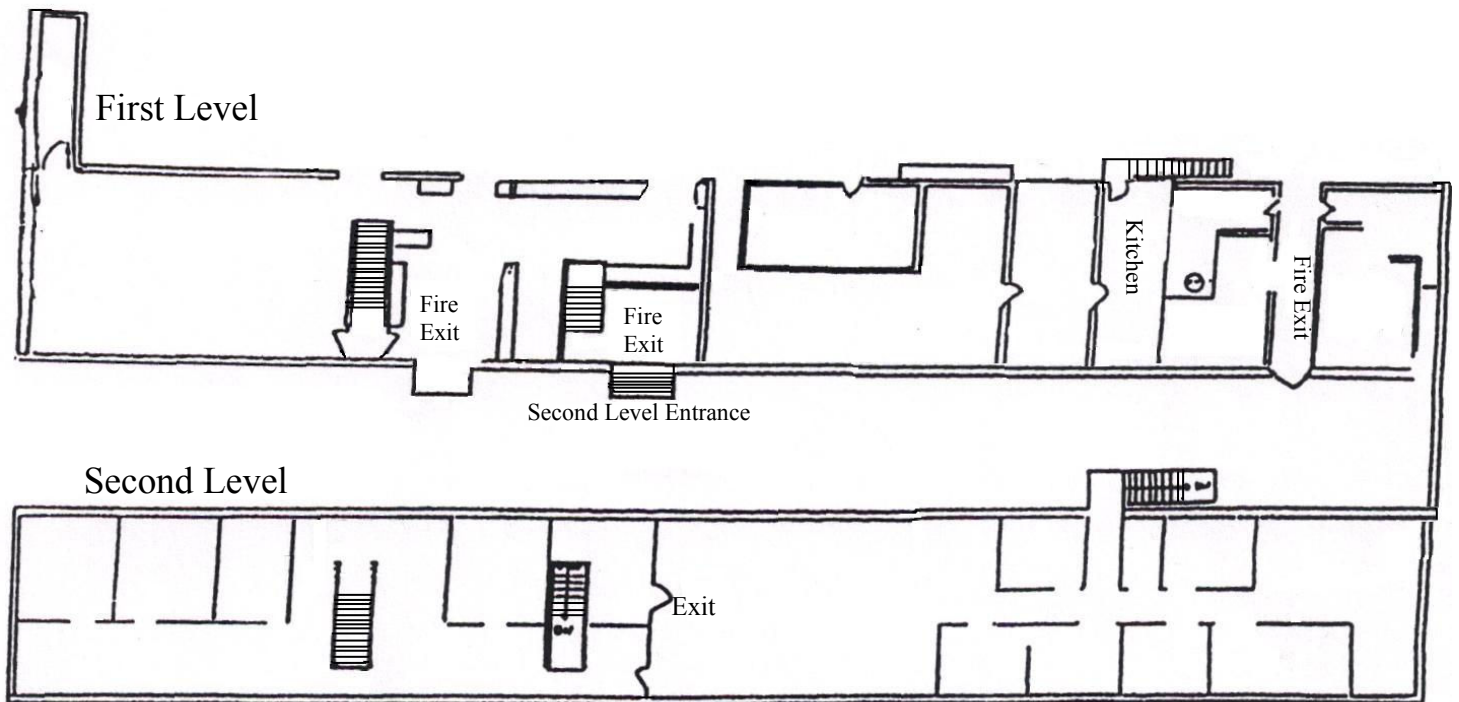 First Level
Kitchen
Fire Exit
Fire
Exit
Fire
Exit
Second Level Entrance
Second Level
Exit